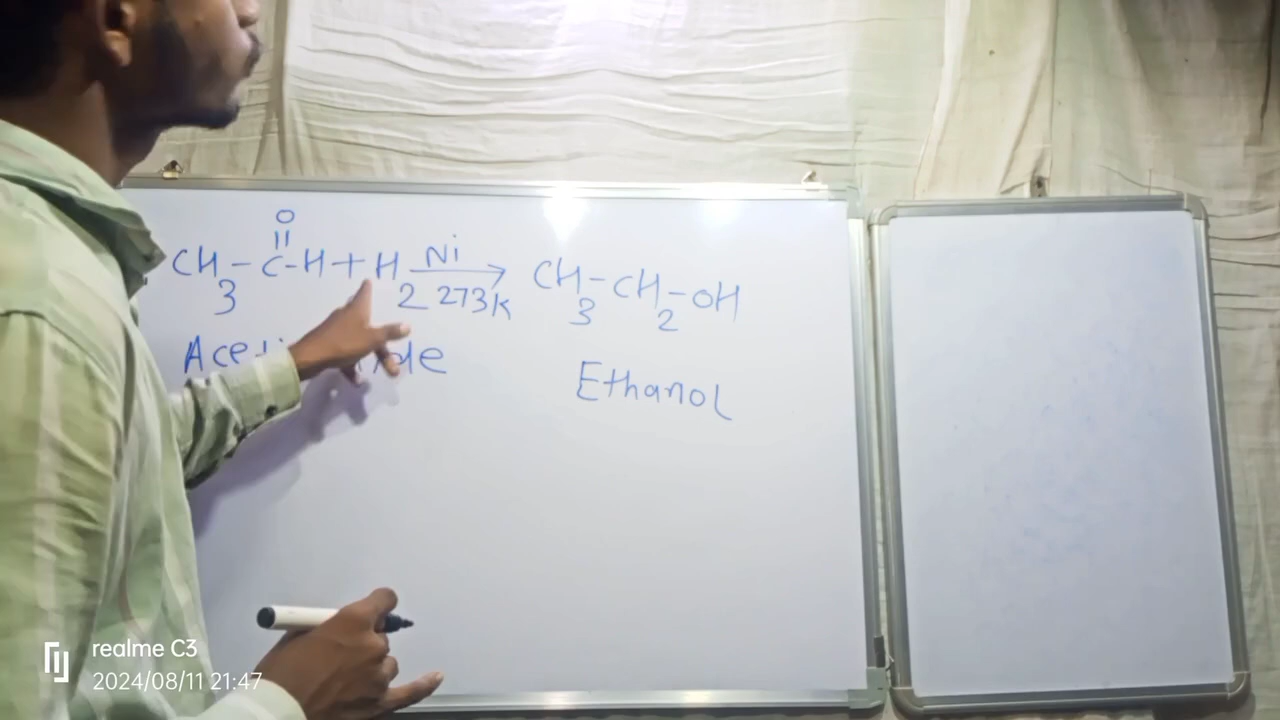 O
||
CH3 - C - H + H2 Ni 273K → CH3 - CH2 - OH
Ethanol
realme C3
2024/08/11 21:47